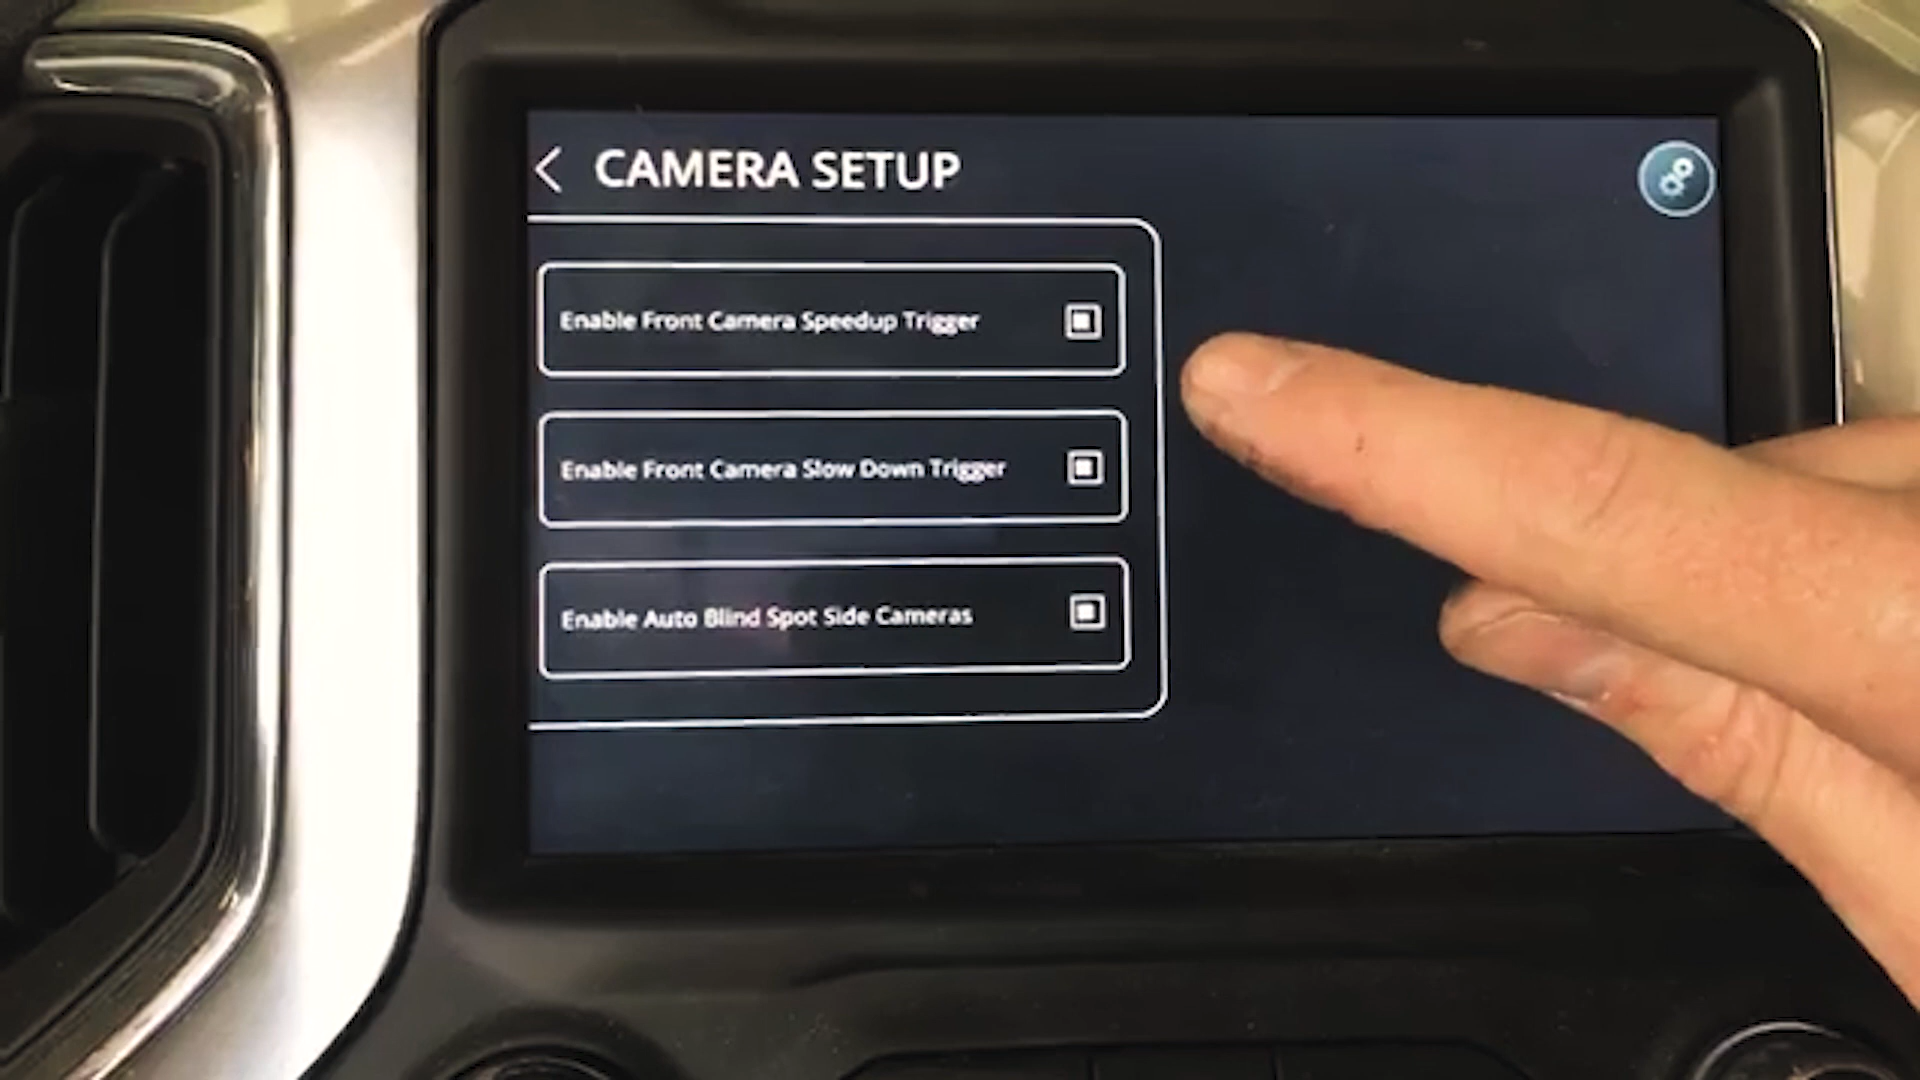 CAMERA SETUP
Enable Front Camera Speedup Trigger
Enable Front Camera Slow Down Trigger
Enable Auto Blind Spot Side Cameras